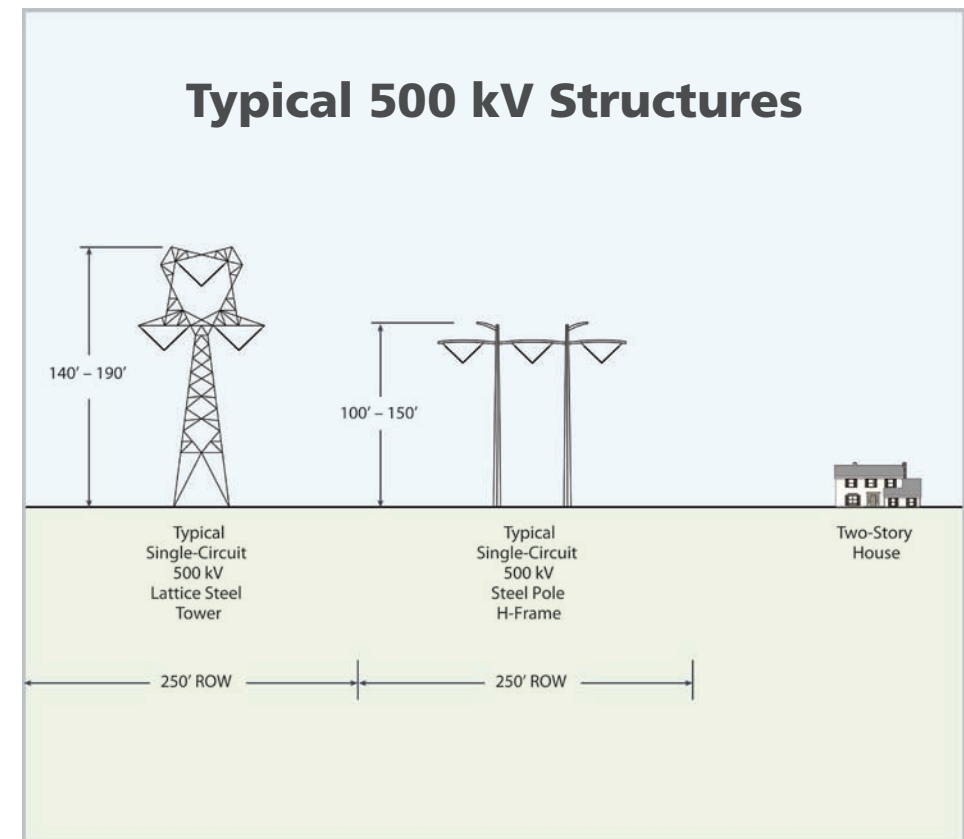 Typical 500 kV Structures
140’ – 190’
100’ – 150’
Typical
Single-Circuit
500 kV
Lattice Steel
Tower
Typical
Single-Circuit
500 kV
Steel Pole
H-Frame
Two-Story
House
250’ ROW
250’ ROW